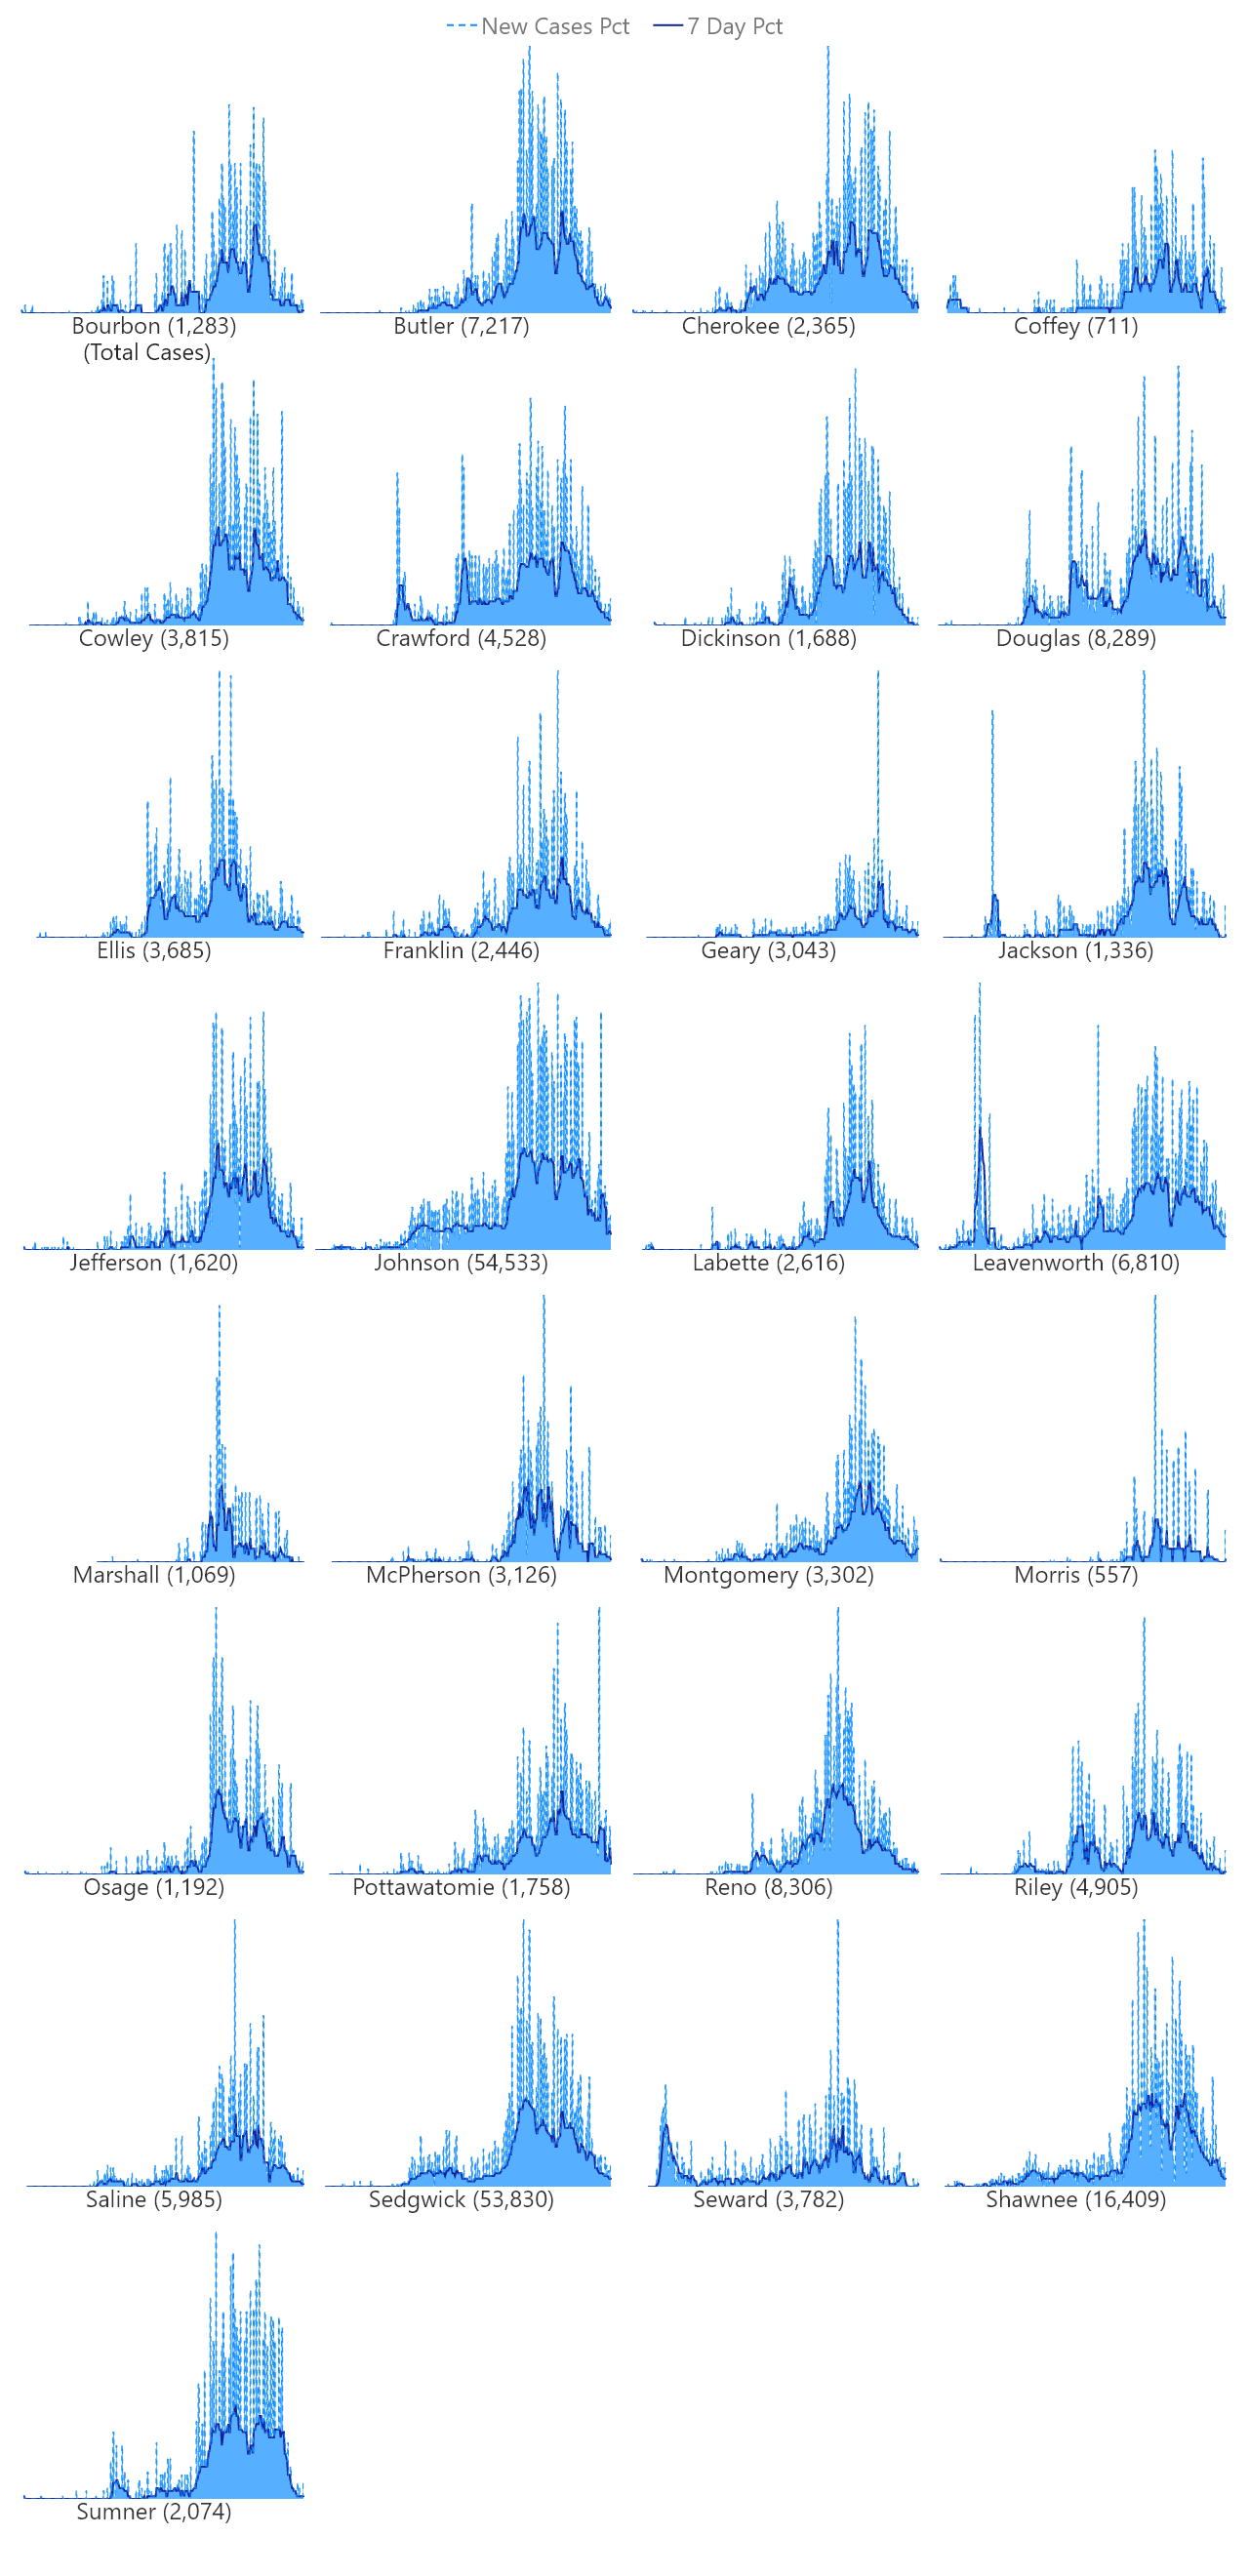 New Cases Pct 7 Day Pct
Bourbon (1,283) Butler (7,217) Cherokee (2,365) Coffey (711)
(Total Cases)
Cowley (3,815) Crawford (4,528) Dickinson (1,688) Douglas (8,289)
Ellis (3,685) Franklin (2,446) Geary (3,043) Jackson (1,336)
Jefferson (1,620) Johnson (54,533) Labette (2,616) Leavenworth (6,810)
Marshall (1,069) McPherson (3,126) Montgomery (3,302) Morris (557)
Osage (1,192) Pottawatomie (1,758) Reno (8,306) Riley (4,905)
Saline (5,985) Sedgwick (53,830) Seward (3,782) Shawnee (16,409)
Sumner (2,074)